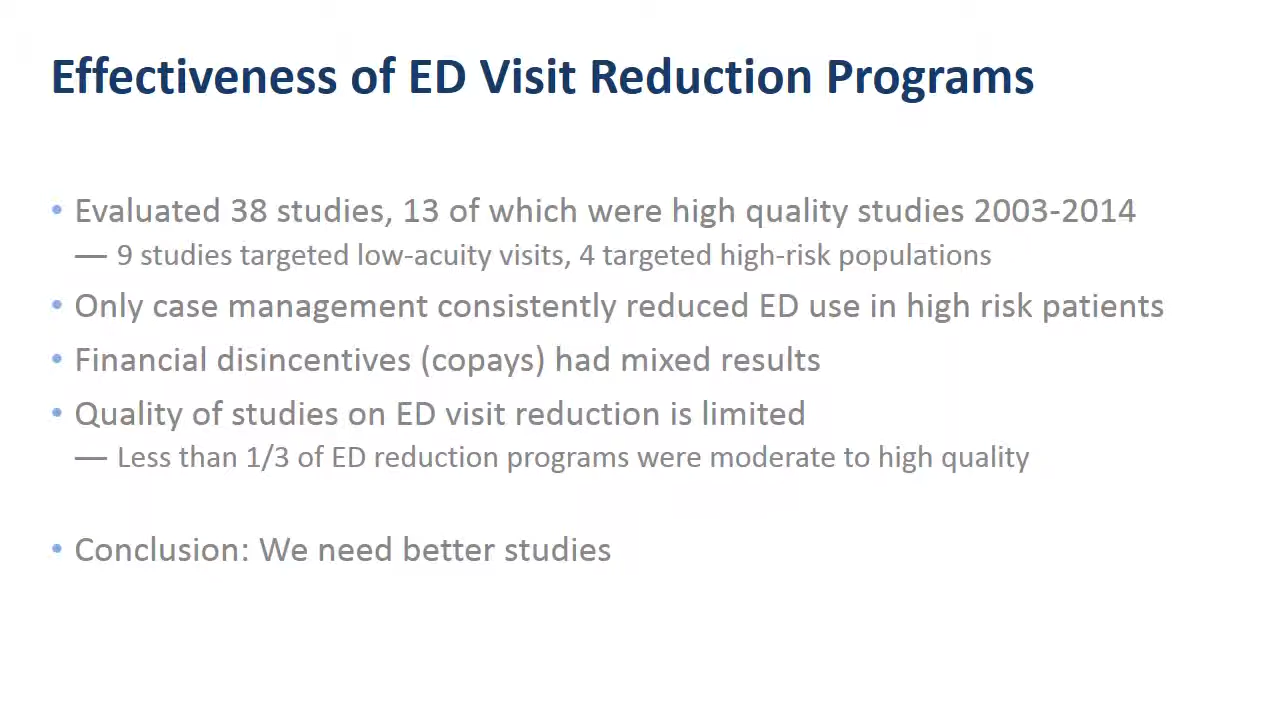 Effectiveness of ED Visit Reduction Programs
• Evaluated 38 studies, 13 of which were high quality studies 2003-2014
— 9 studies targeted low-acuity visits, 4 targeted high-risk populations
• Only case management consistently reduced ED use in high risk patients
• Financial disincentives (copays) had mixed results
• Quality of studies on ED visit reduction is limited
— Less than 1/3 of ED reduction programs were moderate to high quality
• Conclusion: We need better studies